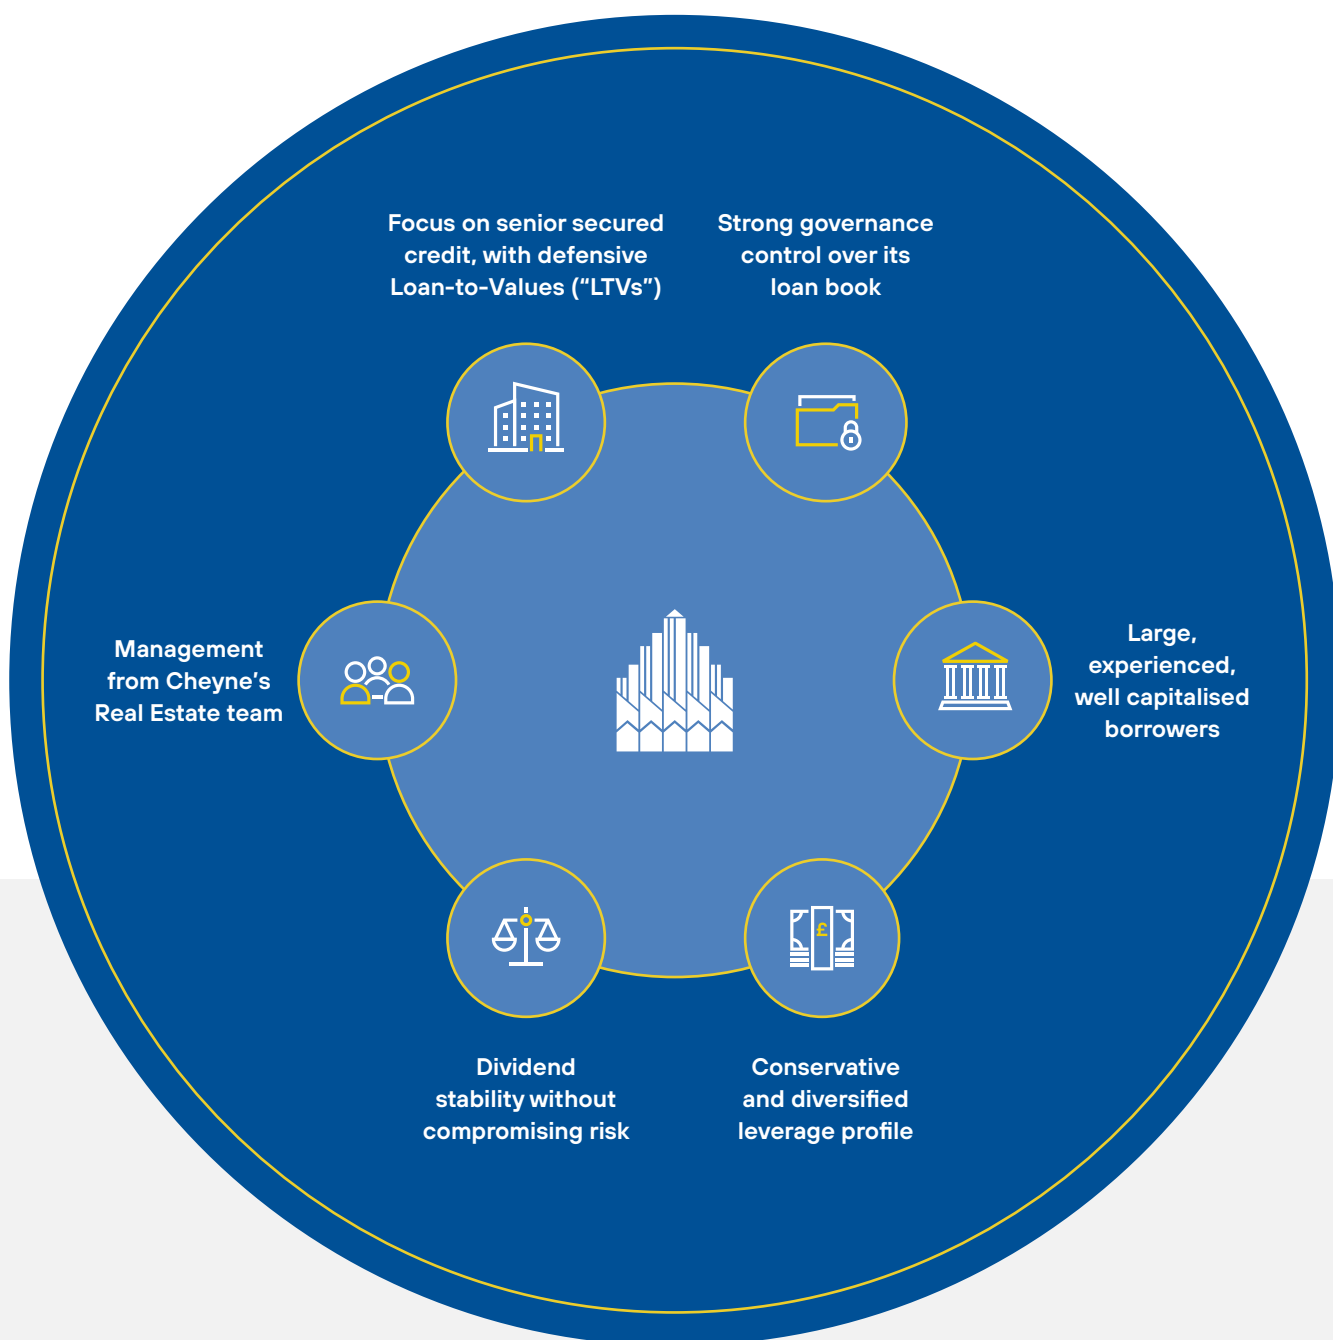 Focus on senior secured
credit, with defensive
Loan-to-Values (“LTVs”)
Strong governance
control over its
loan book
Large,
experienced,
well capitalised
borrowers
Management
from Cheyne’s
Real Estate team
£
Dividend
stability without
compromising risk
Conservative
and diversified
leverage profile